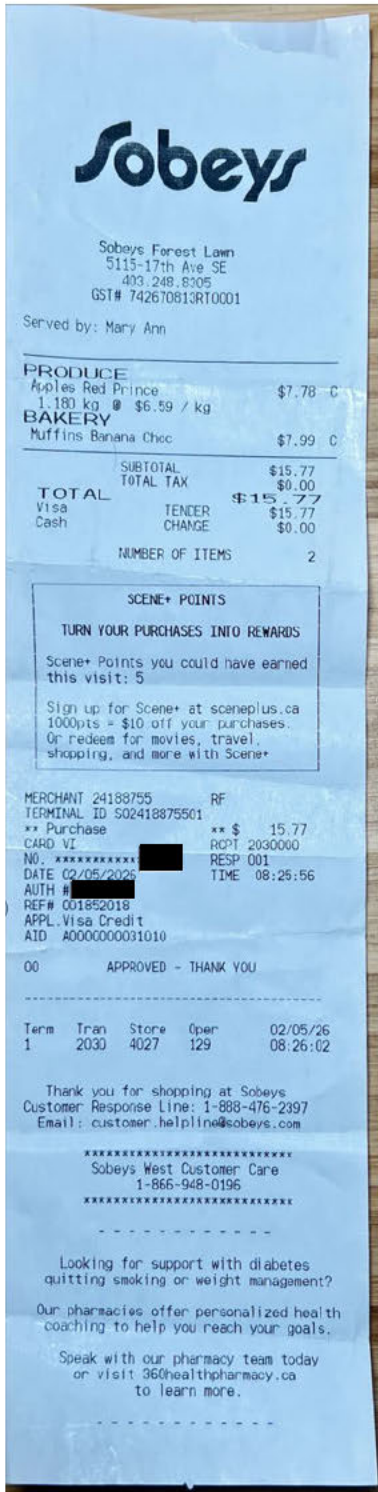 Sobeys
Sobeys Forest Lawn
5115-17th Ave SE
403.248.8305
GST# 742670813RT0001
Served by: Mary Ann
PRODUCE
Apples Red Prince $7.78 C
1.180 kg @ $6.59 / kg
BAKERY
Muffins Banana Choc $7.99 C
SUBTOTAL $15.77
TOTAL TAX $0.00
TOTAL $15.77
Visa TENDER $15.77
Cash CHANGE $0.00
NUMBER OF ITEMS 2
SCENE+ POINTS
TURN YOUR PURCHASES INTO REWARDS
Scene+ Points you could have earned
this visit: 5
Sign up for Scene+ at sceneplus.ca
1000pts = $10 off your purchases.
Or redeem for movies, travel,
shopping, and more with Scene+
MERCHANT 24188755 RF
TERMINAL ID SO2418875501
** Purchase ** $ 15.77
CARD VI RCPT 2030000
NO. ************ RESP 001
DATE 02/05/2026 TIME 08:25:56
AUTH #
REF# 001852018
APPL.Visa Credit
AID A0000000031010
00 APPROVED - THANK YOU
Term Tran Store Oper 02/05/26
1 2030 4027 129 08:26:02
Thank you for shopping at Sobeys
Customer Response Line: 1-888-476-2397
Email: customer.helpline@sobeys.com
****************************
Sobeys West Customer Care
1-866-948-0196
****************************
Looking for support with diabetes
quitting smoking or weight management?
Our pharmacies offer personalized health
coaching to help you reach your goals.
Speak with our pharmacy team today
or visit 360healthpharmacy.ca
to learn more.